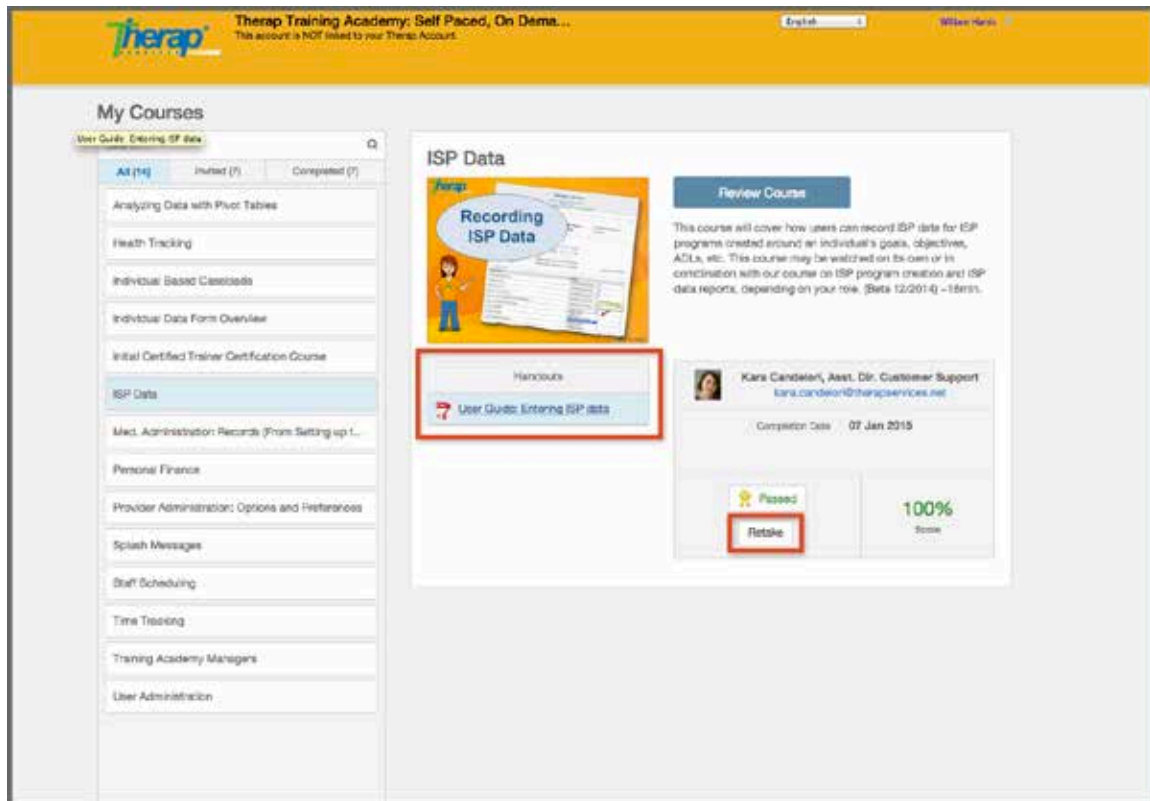 Therap
SERVICES
Therap Training Academy: Self Paced, On Dema...
This account is NOT linked to your Therap Account.
English
My Courses
User Guide: Entering ISP data
All (14)
Invited (7)
Completed (7)
Analyzing Data with Pivot Tables
Health Tracking
Individual Based Caseloads
Individual Data Form Overview
Initial Certified Trainer Certification Course
ISP Data
Med. Administration Records (From Setting up t...
Personal Finance
Provider Administration: Options and Preferences
Splash Messages
Staff Scheduling
Time Tracking
Training Academy Managers
User Administration
ISP Data
Therap
Recording
ISP Data
Handouts
User Guide: Entering ISP data
Review Course
This course will cover how users can record ISP data for ISP
programs created around an individual's goals, objectives,
ADLs, etc. This course may be watched on its own or in
combination with our course on ISP program creation and ISP
data reports, depending on your role. (Beta 12/2014) ~16min.
Kara Candelori, Asst. Dir. Customer Support
kara.candelori@therapservices.net
Completion Date 07 Jan 2015
Passed
Retake
100%
Score